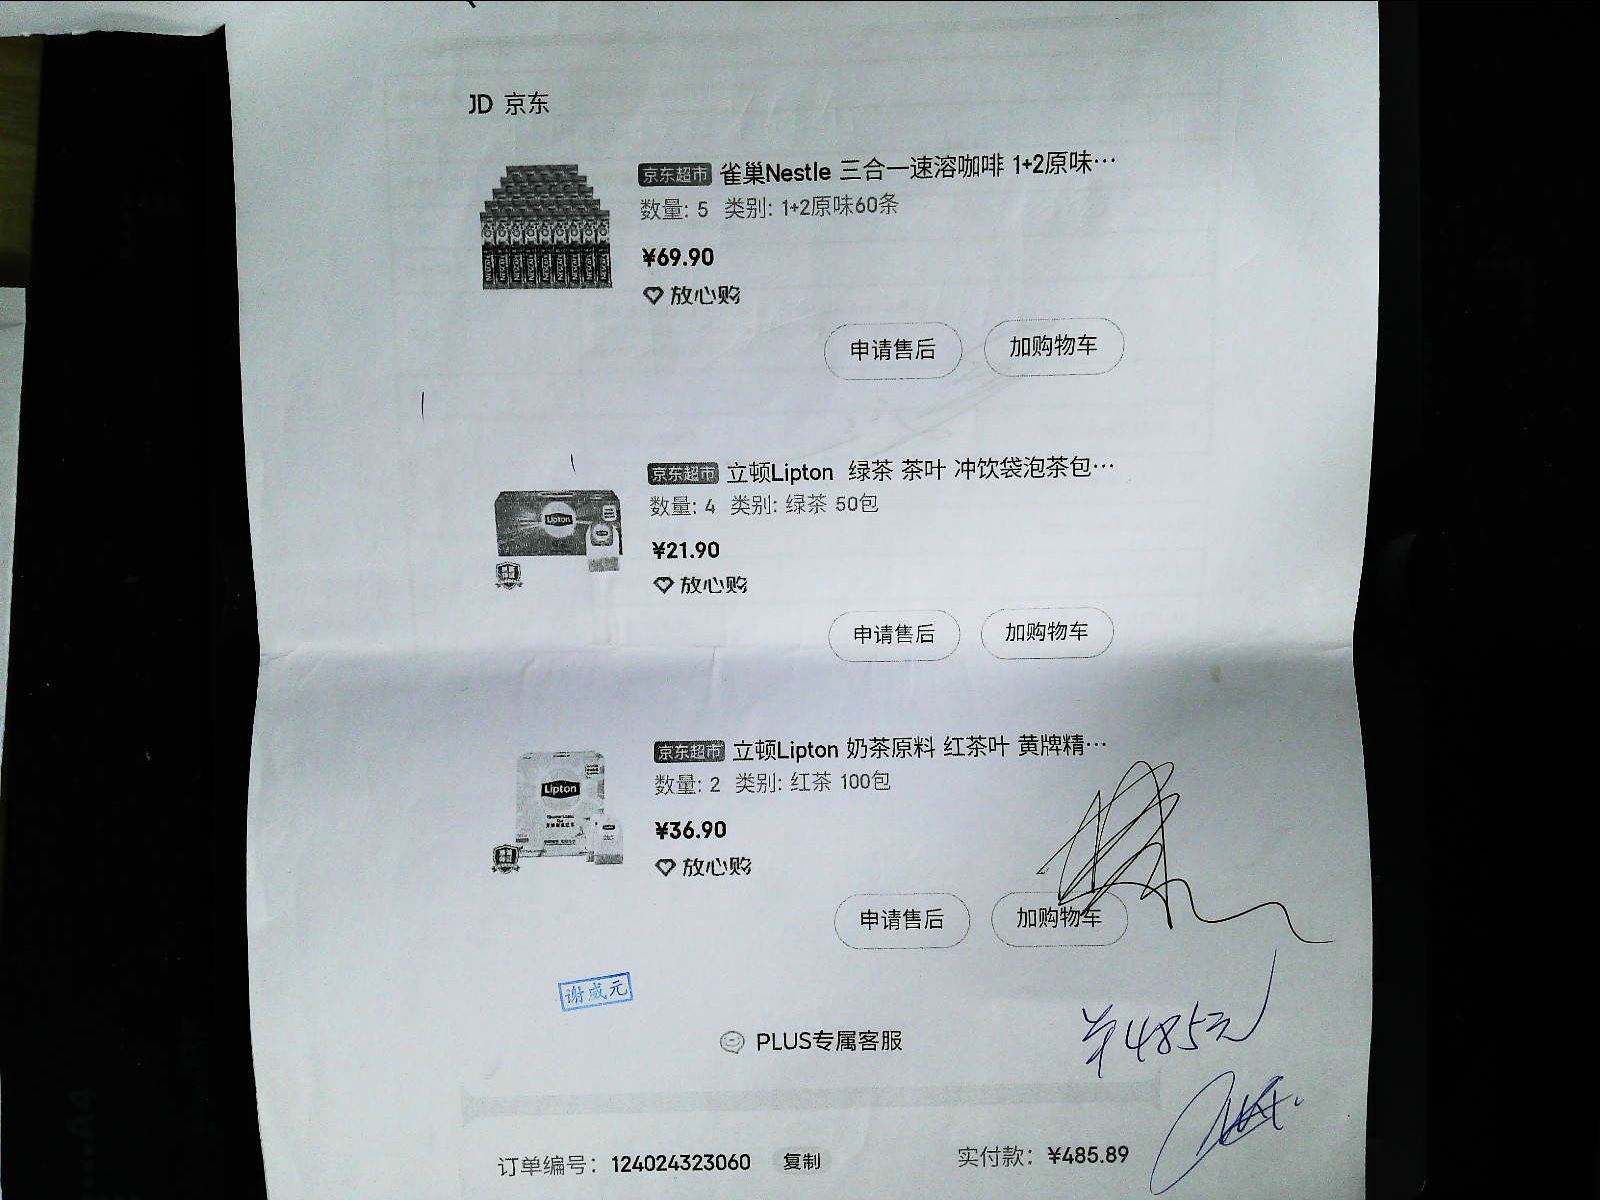 JD 京东
京东超市 雀巢Nestle 三合一速溶咖啡 1+2原味…
数量: 5 类别: 1+2原味60条
¥69.90
放心购
申请售后 加购物车
京东超市 立顿Lipton 绿茶 茶叶 冲饮袋泡茶包…
数量: 4 类别: 绿茶 50包
Lipton
¥21.90
放心购
申请售后 加购物车
京东超市 立顿Lipton 奶茶原料 红茶叶 黄牌精…
数量: 2 类别: 红茶 100包
Lipton
¥36.90
放心购
申请售后 加购物车
谢威元
PLUS专属客服
¥485元
订单编号: 124024323060 复制 实付款: ¥485.89